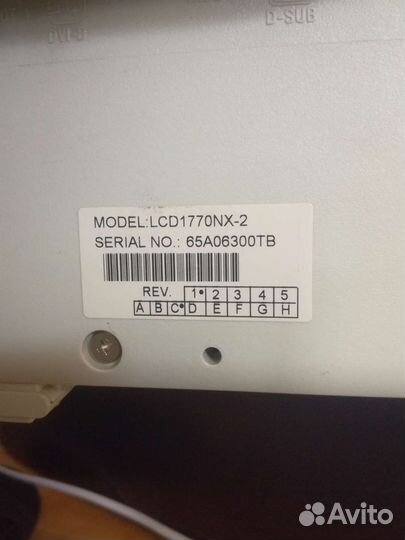 DVI-I
D-SUB
MODEL:LCD1770NX-2
SERIAL NO.: 65A06300TB
REV. 1• 2 3 4 5
A B C• D E F G H
Avito